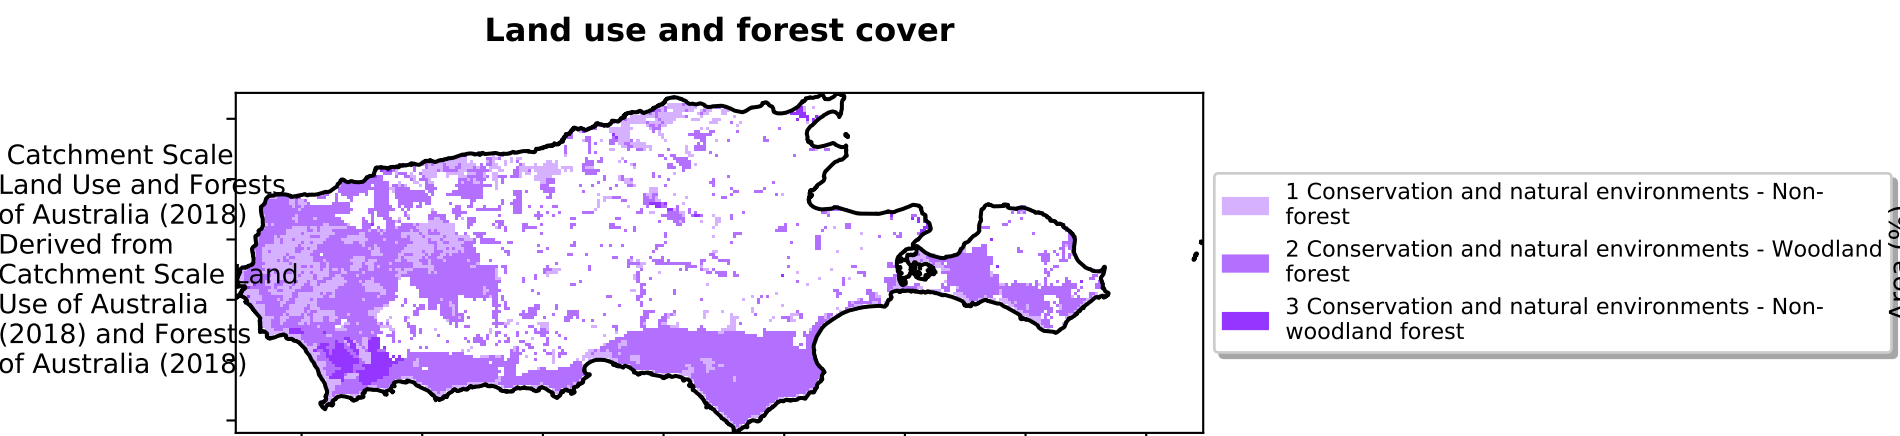 Land use and forest cover
Catchment Scale
Land Use and Forests
of Australia (2018)
Derived from
Catchment Scale Land
Use of Australia
(2018) and Forests
of Australia (2018)
1 Conservation and natural environments - Non-
forest
2 Conservation and natural environments - Woodland
forest
3 Conservation and natural environments - Non-
woodland forest